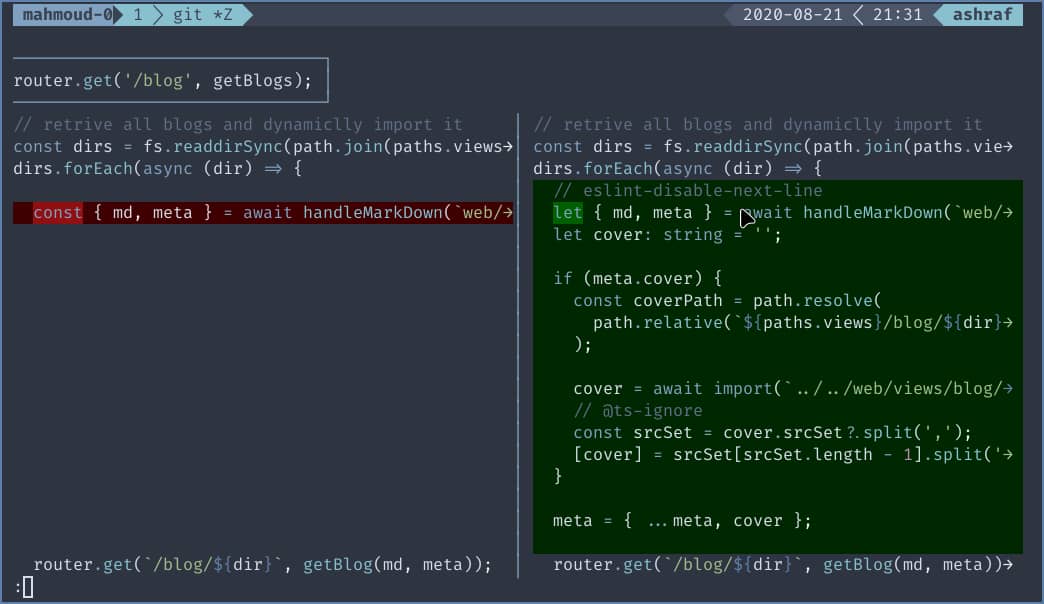 mahmoud-0 1 git *Z 2020-08-21 21:31 ashraf
router.get('/blog', getBlogs);
// retrive all blogs and dynamiclly import it
const dirs = fs.readdirSync(path.join(paths.views→
dirs.forEach(async (dir) => {
const { md, meta } = await handleMarkDown(`web/→
router.get(`/blog/${dir}`, getBlog(md, meta));
// retrive all blogs and dynamiclly import it
const dirs = fs.readdirSync(path.join(paths.vie→
dirs.forEach(async (dir) => {
// eslint-disable-next-line
let { md, meta } = await handleMarkDown(`web/→
let cover: string = '';
if (meta.cover) {
const coverPath = path.resolve(
path.relative(`${paths.views}/blog/${dir}→
);
cover = await import(`../../web/views/blog/→
// @ts-ignore
const srcSet = cover.srcSet?.split(',');
[cover] = srcSet[srcSet.length - 1].split('→
}
meta = { ...meta, cover };
router.get(`/blog/${dir}`, getBlog(md, meta))→
: